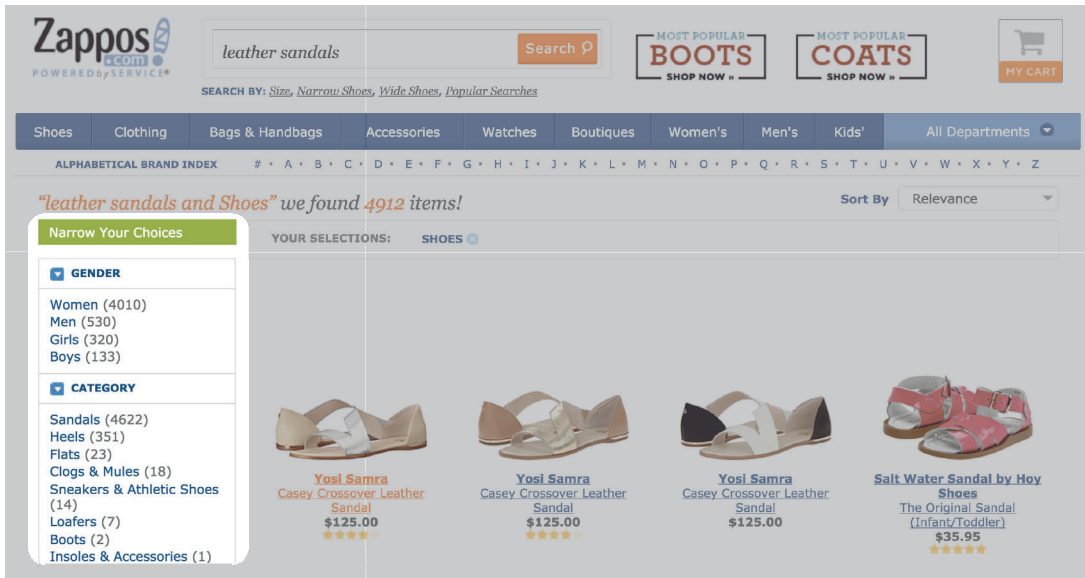 Zappos
.com
POWERED by SERVICE®
leather sandals
Search
SEARCH BY: Size, Narrow Shoes, Wide Shoes, Popular Searches
MOST POPULAR
BOOTS
SHOP NOW »
MOST POPULAR
COATS
SHOP NOW »
MY CART
Shoes Clothing Bags & Handbags Accessories Watches Boutiques Women's Men's Kids' All Departments
ALPHABETICAL BRAND INDEX # • A • B • C • D • E • F • G • H • I • J • K • L • M • N • O • P • Q • R • S • T • U • V • W • X • Y • Z
"leather sandals and Shoes" we found 4912 items!
Sort By Relevance
Narrow Your Choices
YOUR SELECTIONS: SHOES
GENDER
Women (4010)
Men (530)
Girls (320)
Boys (133)
CATEGORY
Sandals (4622)
Heels (351)
Flats (23)
Clogs & Mules (18)
Sneakers & Athletic Shoes
(14)
Loafers (7)
Boots (2)
Insoles & Accessories (1)
Yosi Samra
Casey Crossover Leather
Sandal
$125.00
Yosi Samra
Casey Crossover Leather
Sandal
$125.00
Yosi Samra
Casey Crossover Leather
Sandal
$125.00
Salt Water Sandal by Hoy
Shoes
The Original Sandal
(Infant/Toddler)
$35.95